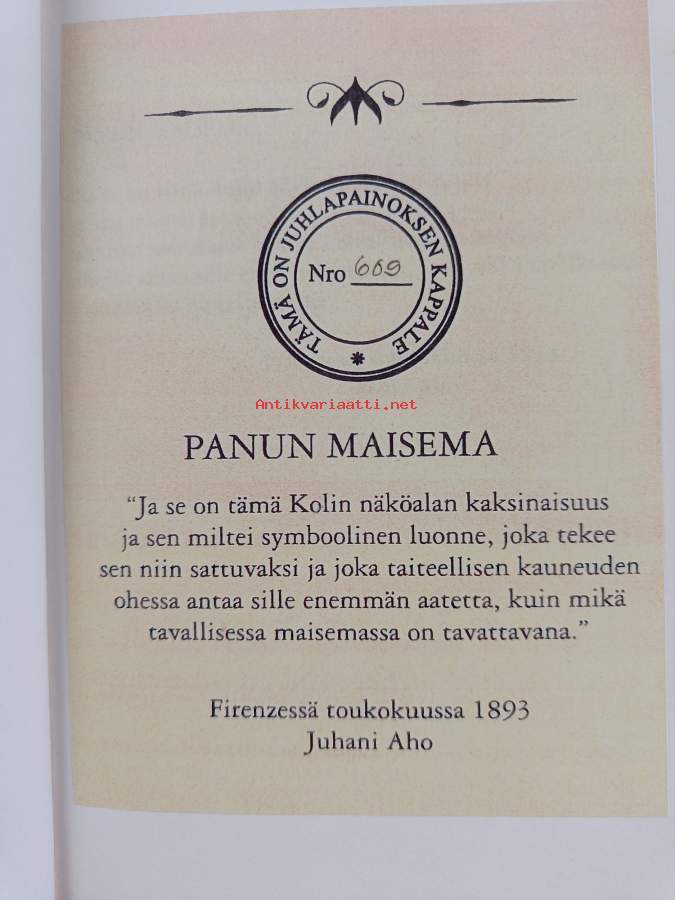 TÄMÄ ON JUHLAPAINOKSEN KAPPALE
Nro 609
Antikvariaatti.net
PANUN MAISEMA
“Ja se on tämä Kolin näköalan kaksinaisuus
ja sen miltei symboolinen luonne, joka tekee
sen niin sattuvaksi ja joka taiteellisen kauneuden
ohessa antaa sille enemmän aatetta, kuin mikä
tavallisessa maisemassa on tavattavana.”
Firenzessä toukokuussa 1893
Juhani Aho